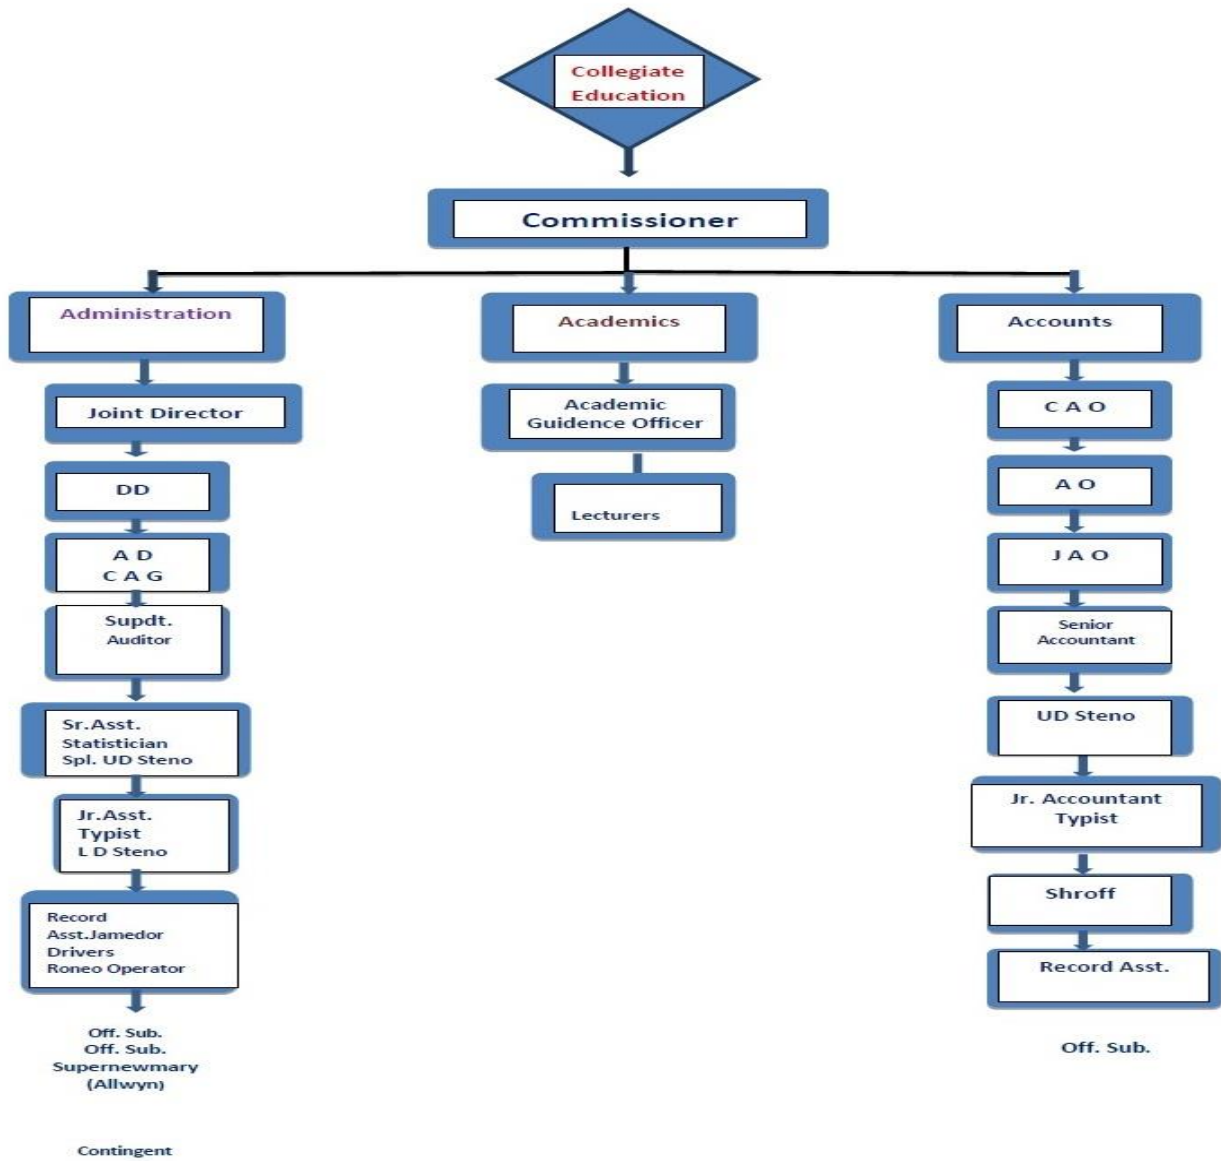 Collegiate
Education
Commissioner
Administration
Joint Director
DD
A D
C A G
Supdt.
Auditor
Sr.Asst.
Statistician
Spl. UD Steno
Jr.Asst.
Typist
L D Steno
Record
Asst.Jamedor
Drivers
Roneo Operator
Off. Sub.
Off. Sub.
Supernewmary
(Allwyn)
Contingent
Academics
Academic
Guidence Officer
Lecturers
Accounts
C A O
A O
J A O
Senior
Accountant
UD Steno
Jr. Accountant
Typist
Shroff
Record Asst.
Off. Sub.